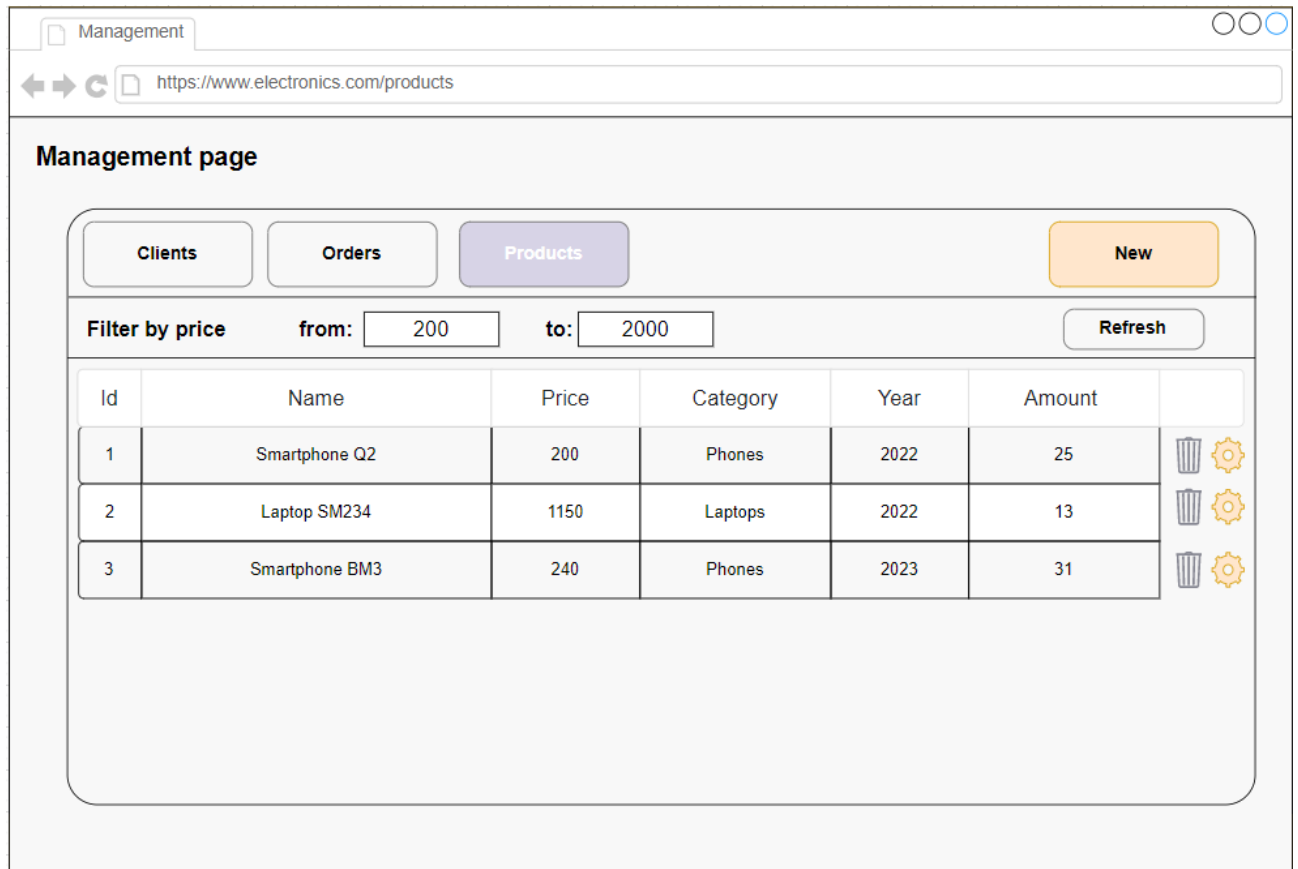 Management
https://www.electronics.com/products
Management page
Clients Orders Products New
Filter by price from: 200 to: 2000 Refresh
Id Name Price Category Year Amount
1 Smartphone Q2 200 Phones 2022 25
2 Laptop SM234 1150 Laptops 2022 13
3 Smartphone BM3 240 Phones 2023 31